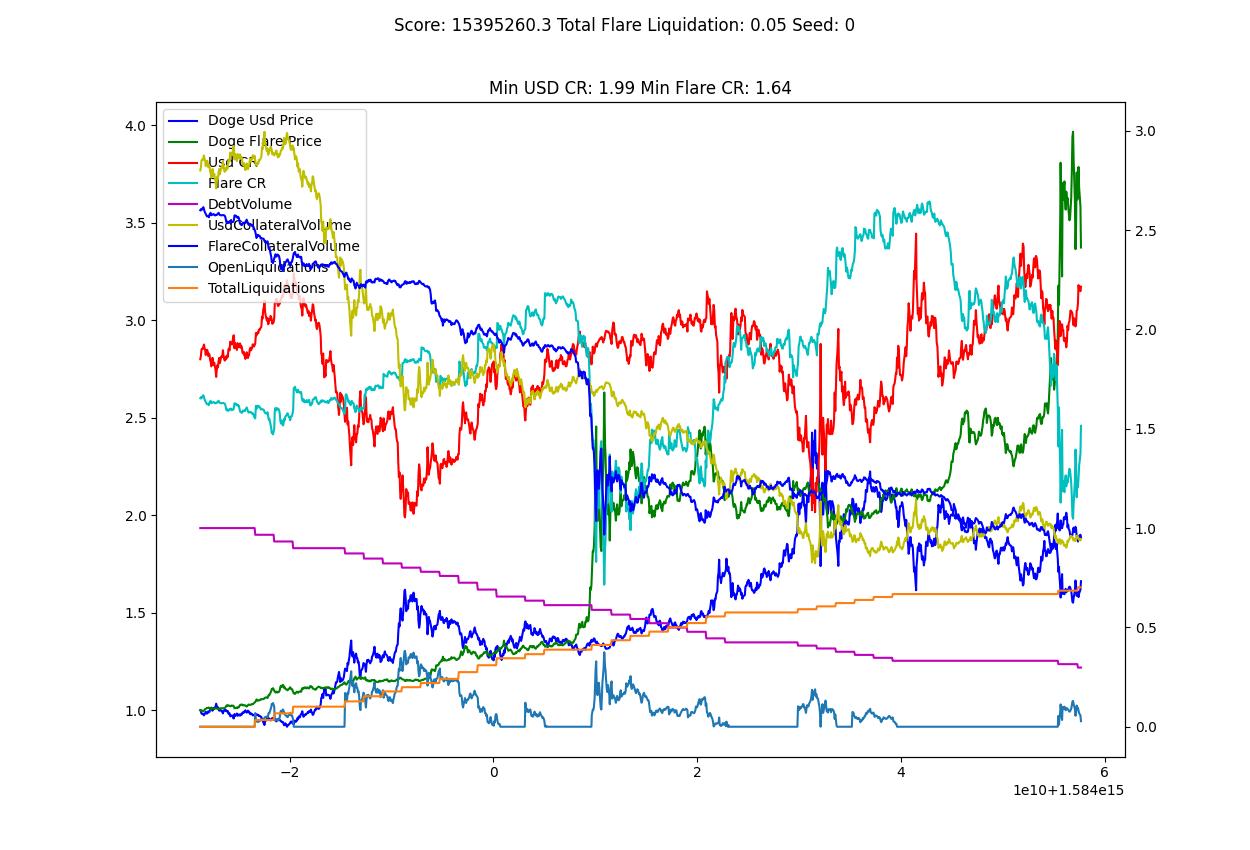 Score: 15395260.3 Total Flare Liquidation: 0.05 Seed: 0
Min USD CR: 1.99 Min Flare CR: 1.64
Doge Usd Price
Doge Flare Price
Usd CR
Flare CR
DebtVolume
UsdCollateralVolume
FlareCollateralVolume
OpenLiquidations
TotalLiquidations
4.0
3.5
3.0
2.5
2.0
1.5
1.0
3.0
2.5
2.0
1.5
1.0
0.5
0.0
−2 0 2 4 6
1e10+1.584e15